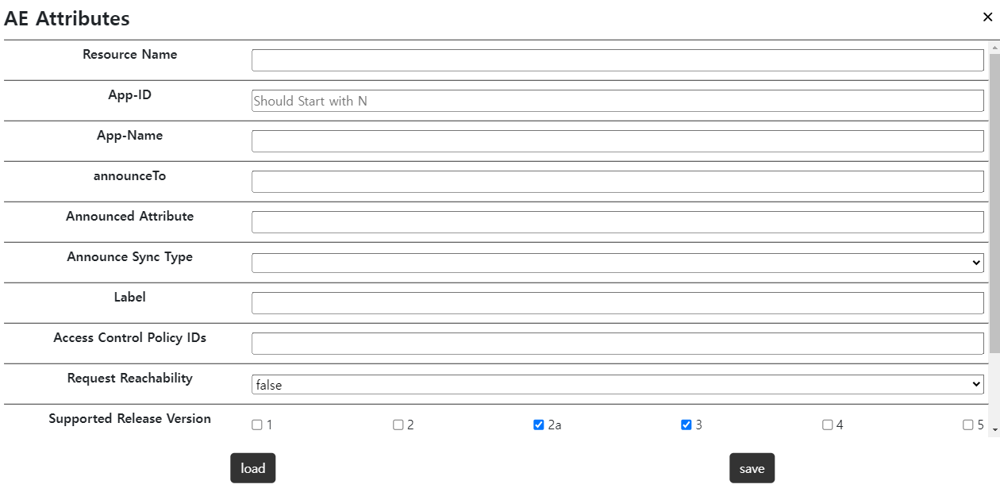 AE Attributes
Resource Name
App-ID
Should Start with N
App-Name
announceTo
Announced Attribute
Announce Sync Type
Label
Access Control Policy IDs
Request Reachability
false
Supported Release Version
1 2 2a 3 4 5
load save